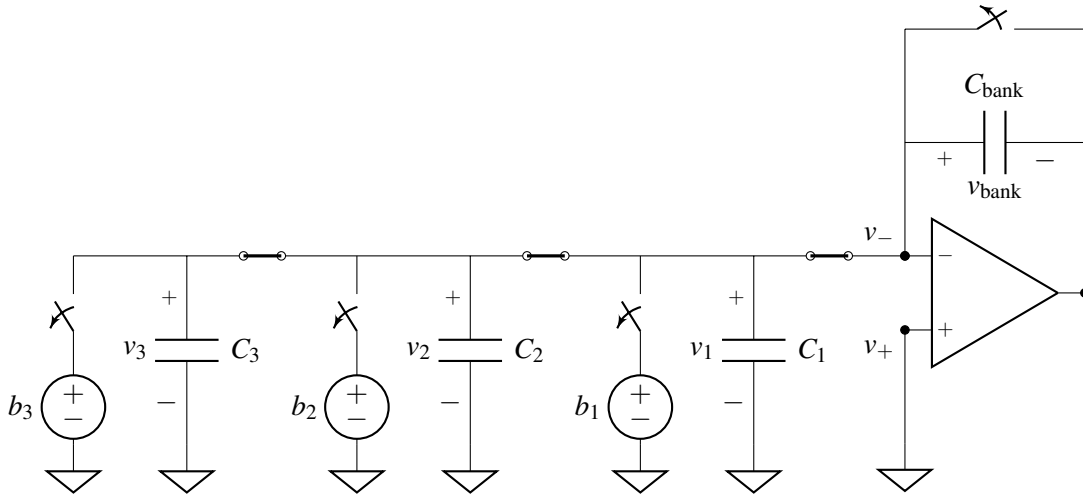 C_bank
+ −
v_bank
v_−
−
+ + +
+
v_3 C_3 v_2 C_2 v_1 C_1 v_+
b_3 + − − b_2 + − − b_1 + − −